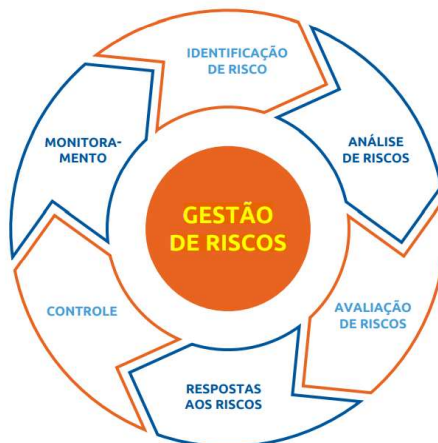 IDENTIFICAÇÃO
DE RISCO
ANÁLISE
DE RISCOS
AVALIAÇÃO
DE RISCOS
RESPOSTAS
AOS RISCOS
CONTROLE
MONITORA-
MENTO
GESTÃO
DE RISCOS